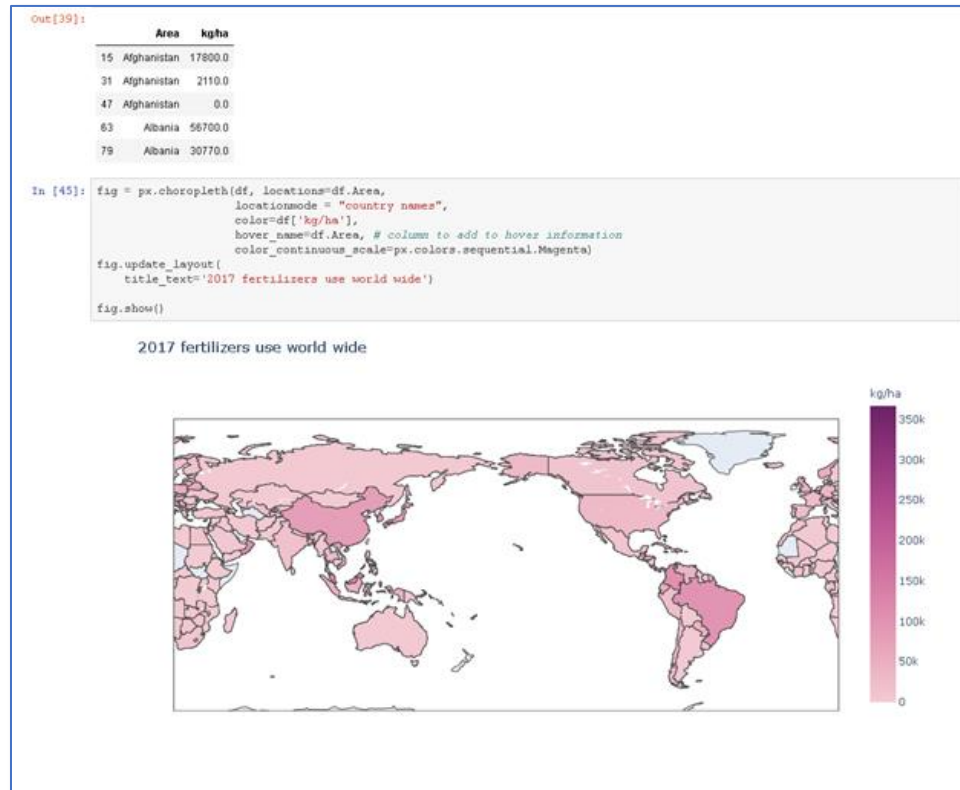 Out[39]:
Area kg/ha
15 Afghanistan 17800.0
31 Afghanistan 2110.0
47 Afghanistan 0.0
63 Albania 56700.0
79 Albania 30770.0
In [45]: fig = px.choropleth(df, locations=df.Area,
locationmode = "country names",
color=df['kg/ha'],
hover_name=df.Area, # column to add to hover information
color_continuous_scale=px.colors.sequential.Magenta)
fig.update_layout(
title_text='2017 fertilizers use world wide')
fig.show()
2017 fertilizers use world wide
kg/ha
350k
300k
250k
200k
150k
100k
50k
0